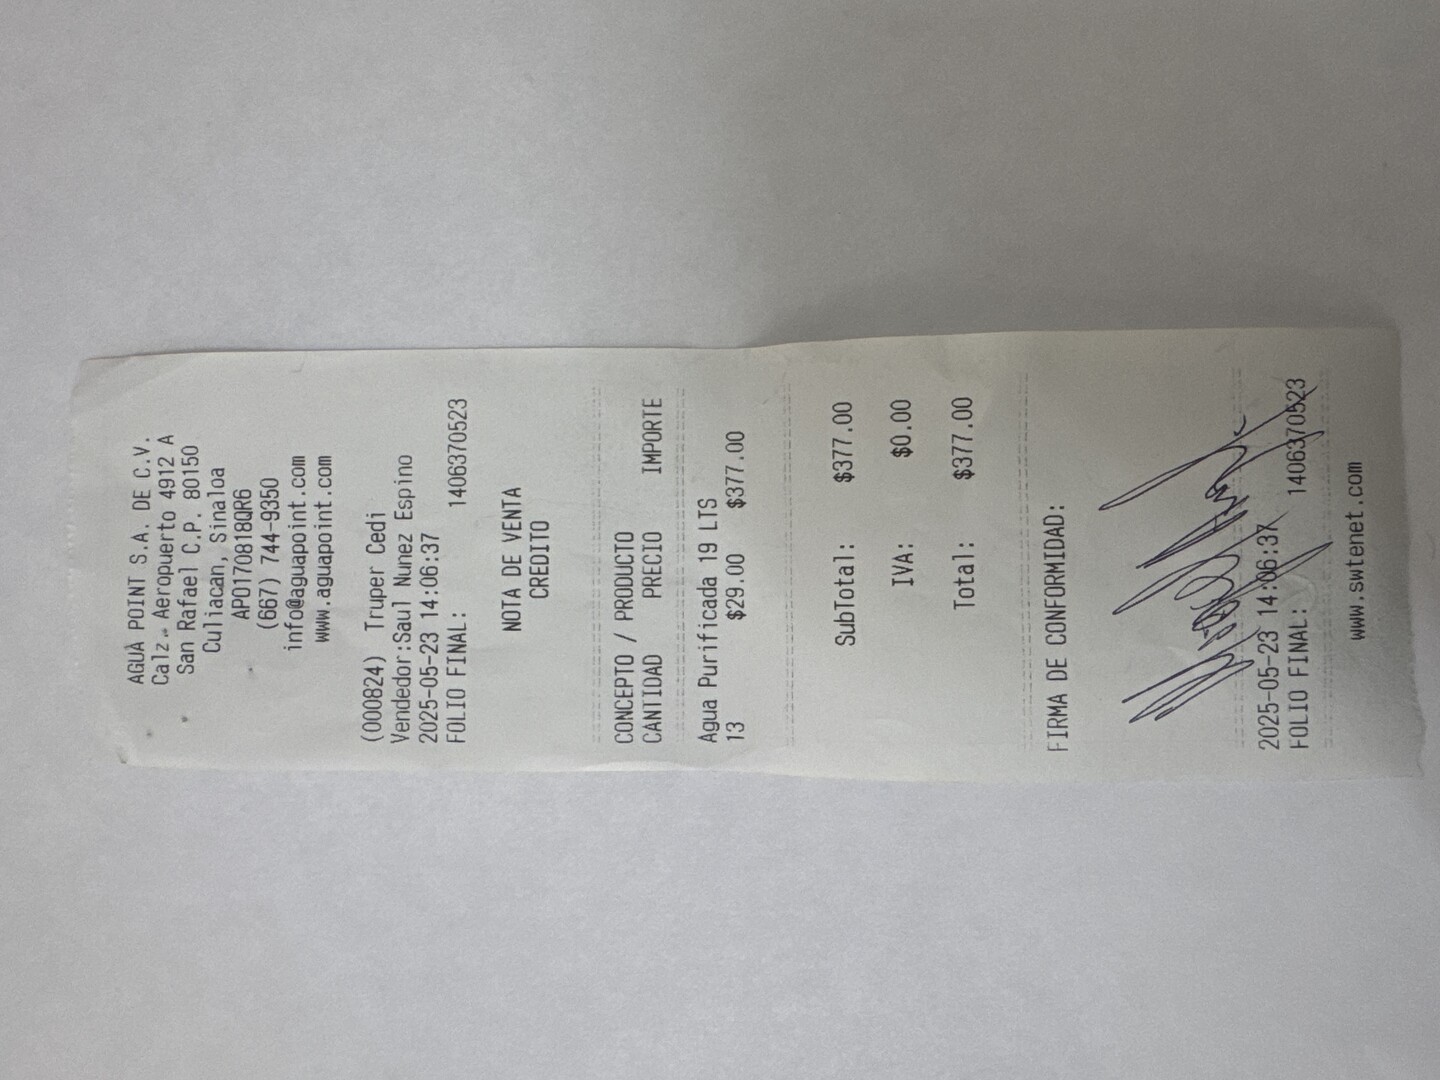 AGUA POINT S.A. DE C.V.
Calz. Aeropuerto 4912 A
San Rafael C.P. 80150
Culiacan, Sinaloa
APO170818QR6
(667) 744-9350
info@aguapoint.com
www.aguapoint.com
(000824) Truper Cedi
Vendedor:Saul Nunez Espino
2025-05-23 14:06:37
FOLIO FINAL: 1406370523
NOTA DE VENTA
CREDITO
CONCEPTO / PRODUCTO
CANTIDAD PRECIO IMPORTE
Agua Purificada 19 LTS
13 $29.00 $377.00
SubTotal: $377.00
IVA: $0.00
Total: $377.00
FIRMA DE CONFORMIDAD:
2025-05-23 14:06:37
FOLIO FINAL: 1406370523
www.swtenet.com